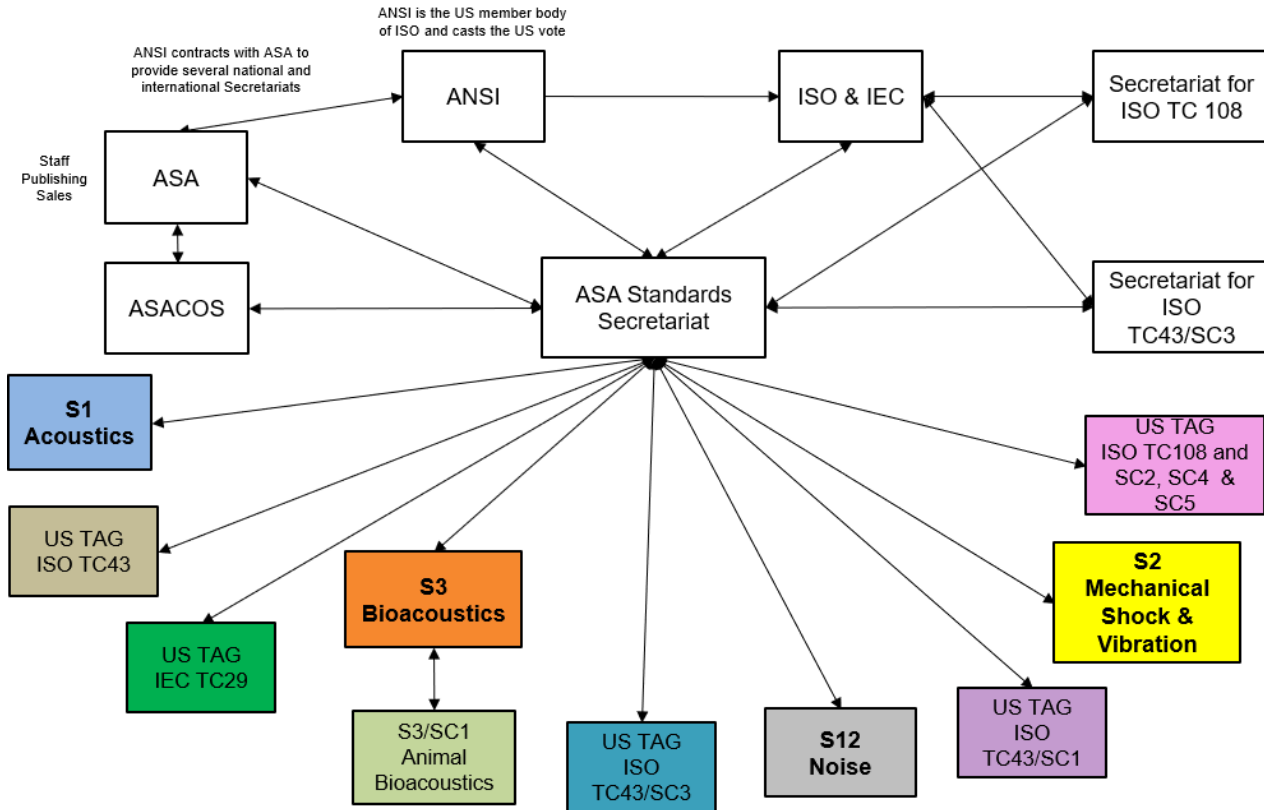 ANSI is the US member body
of ISO and casts the US vote
ANSI contracts with ASA to
provide several national and
international Secretariats
ANSI
ISO & IEC
Secretariat for
ISO TC 108
Staff
Publishing
Sales
ASA
ASACOS
ASA Standards
Secretariat
Secretariat for
ISO
TC43/SC3
S1
Acoustics
US TAG
ISO TC108 and
SC2, SC4 &
SC5
US TAG
ISO TC43
S3
Bioacoustics
S2
Mechanical
Shock &
Vibration
US TAG
IEC TC29
S3/SC1
Animal
Bioacoustics
US TAG
ISO
TC43/SC3
S12
Noise
US TAG
ISO
TC43/SC1